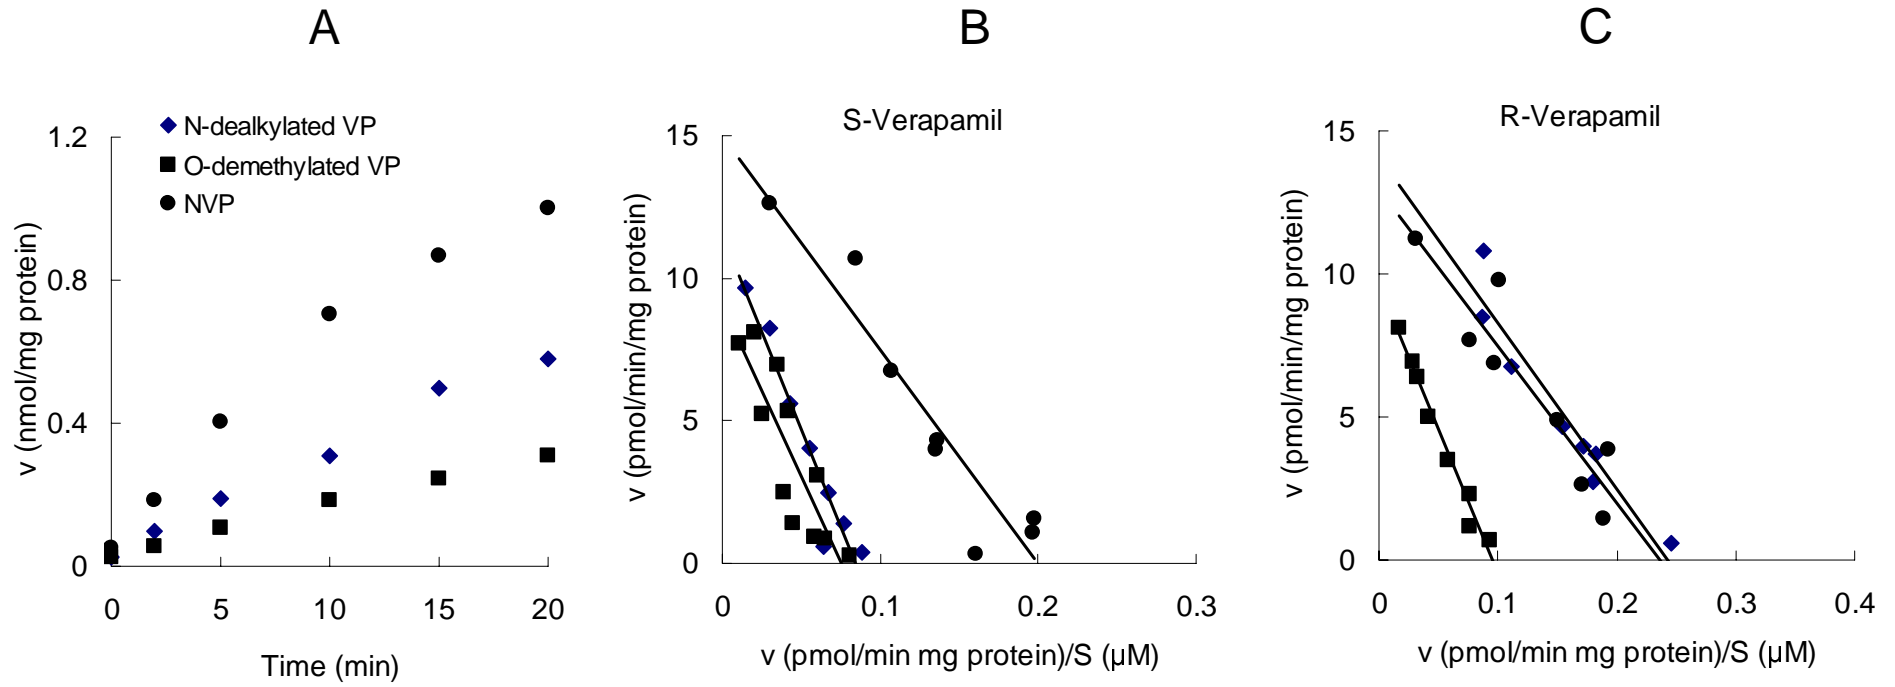 A
N-dealkylated VP
O-demethylated VP
NVP
1.2
0.8
0.4
0
0
5
10
15
20
v (nmol/mg protein)
Time (min)
B
S-Verapamil
15
10
5
0
0
0.1
0.2
0.3
v (pmol/min/mg protein)
v (pmol/min mg protein)/S (µM)
C
R-Verapamil
15
10
5
0
0
0.1
0.2
0.3
0.4
v (pmol/min/mg protein)
v (pmol/min mg protein)/S (µM)